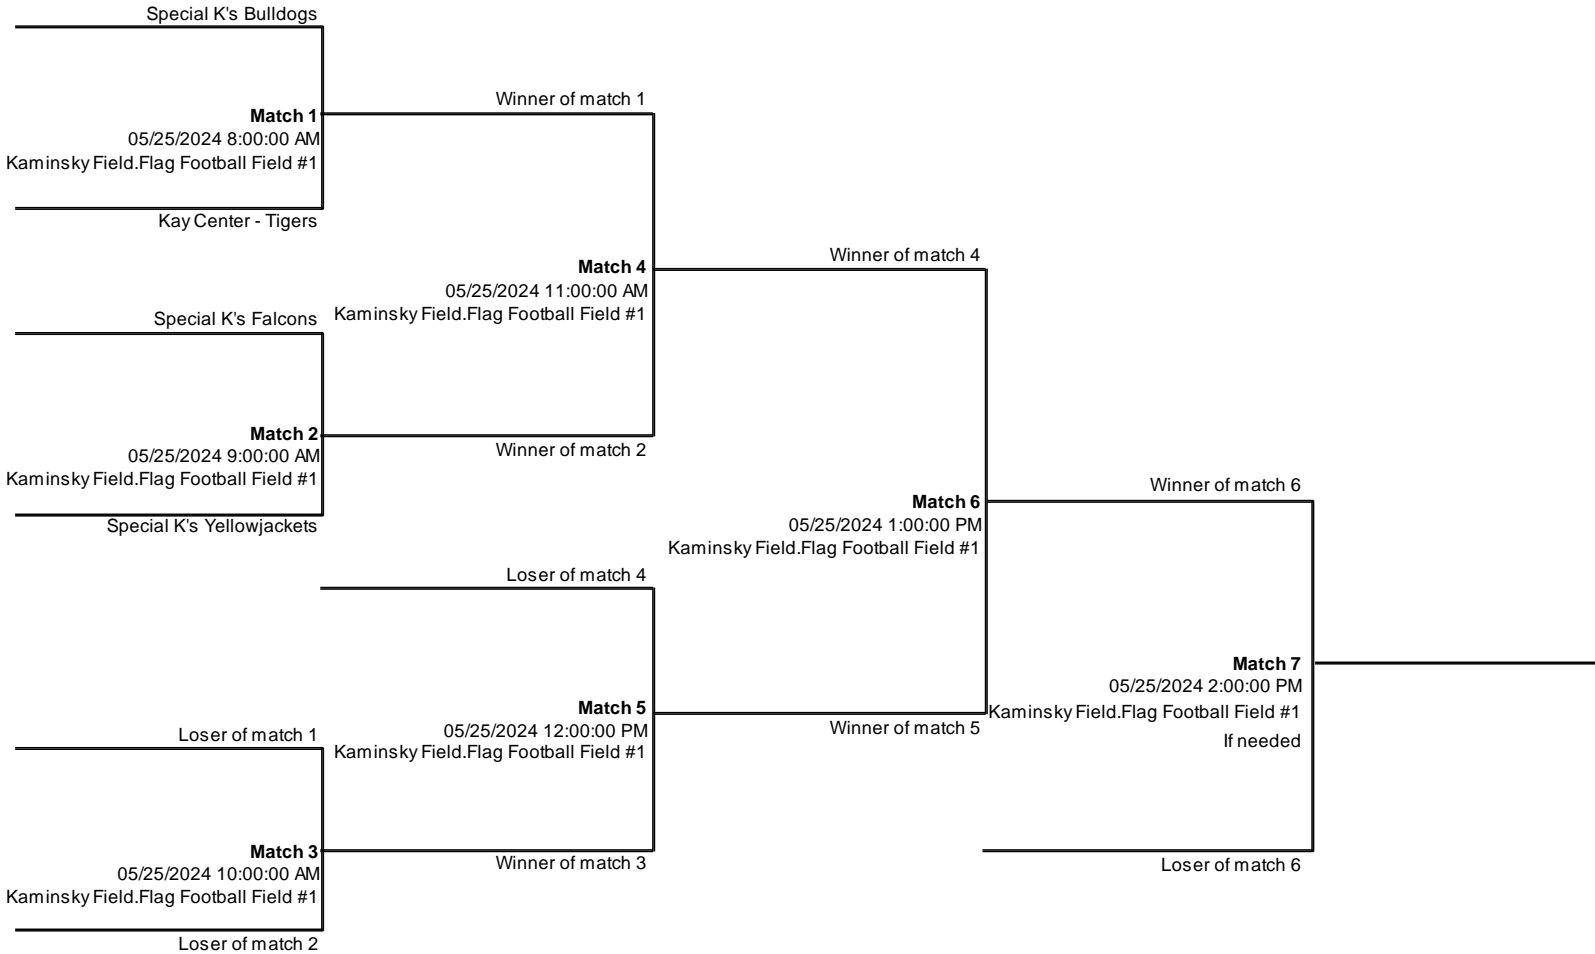 Special K's Bulldogs
Match 1
05/25/2024 8:00:00 AM
Kaminsky Field.Flag Football Field #1
Kay Center - Tigers
Special K's Falcons
Match 2
05/25/2024 9:00:00 AM
Kaminsky Field.Flag Football Field #1
Special K's Yellowjackets
Loser of match 1
Match 3
05/25/2024 10:00:00 AM
Kaminsky Field.Flag Football Field #1
Loser of match 2
Winner of match 1
Match 4
05/25/2024 11:00:00 AM
Kaminsky Field.Flag Football Field #1
Winner of match 2
Loser of match 4
Match 5
05/25/2024 12:00:00 PM
Kaminsky Field.Flag Football Field #1
Winner of match 3
Winner of match 4
Match 6
05/25/2024 1:00:00 PM
Kaminsky Field.Flag Football Field #1
Winner of match 5
Winner of match 6
Match 7
05/25/2024 2:00:00 PM
Kaminsky Field.Flag Football Field #1
If needed
Loser of match 6